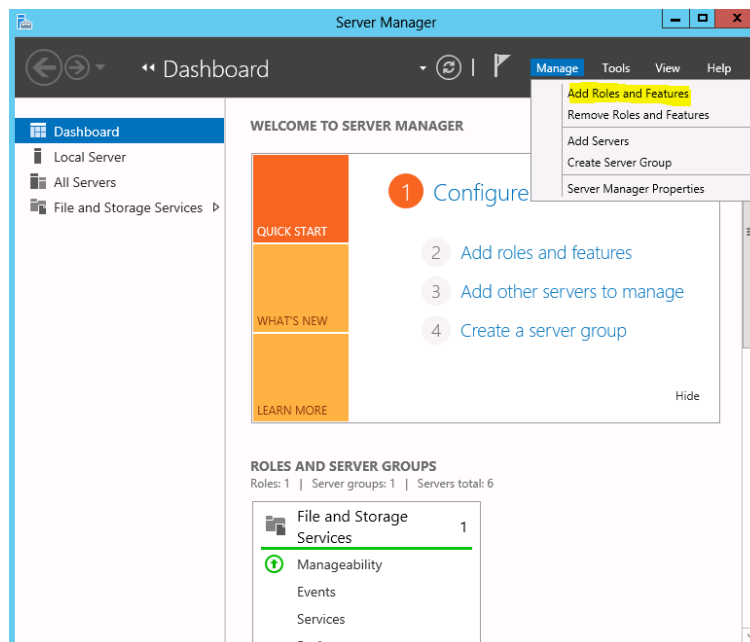 Server Manager
Dashboard
Manage Tools View Help
Add Roles and Features
Remove Roles and Features
Add Servers
Create Server Group
Server Manager Properties
Dashboard
Local Server
All Servers
File and Storage Services
WELCOME TO SERVER MANAGER
QUICK START
WHAT'S NEW
LEARN MORE
1 Configure
2 Add roles and features
3 Add other servers to manage
4 Create a server group
Hide
ROLES AND SERVER GROUPS
Roles: 1 | Server groups: 1 | Servers total: 6
File and Storage
Services
1
Manageability
Events
Services